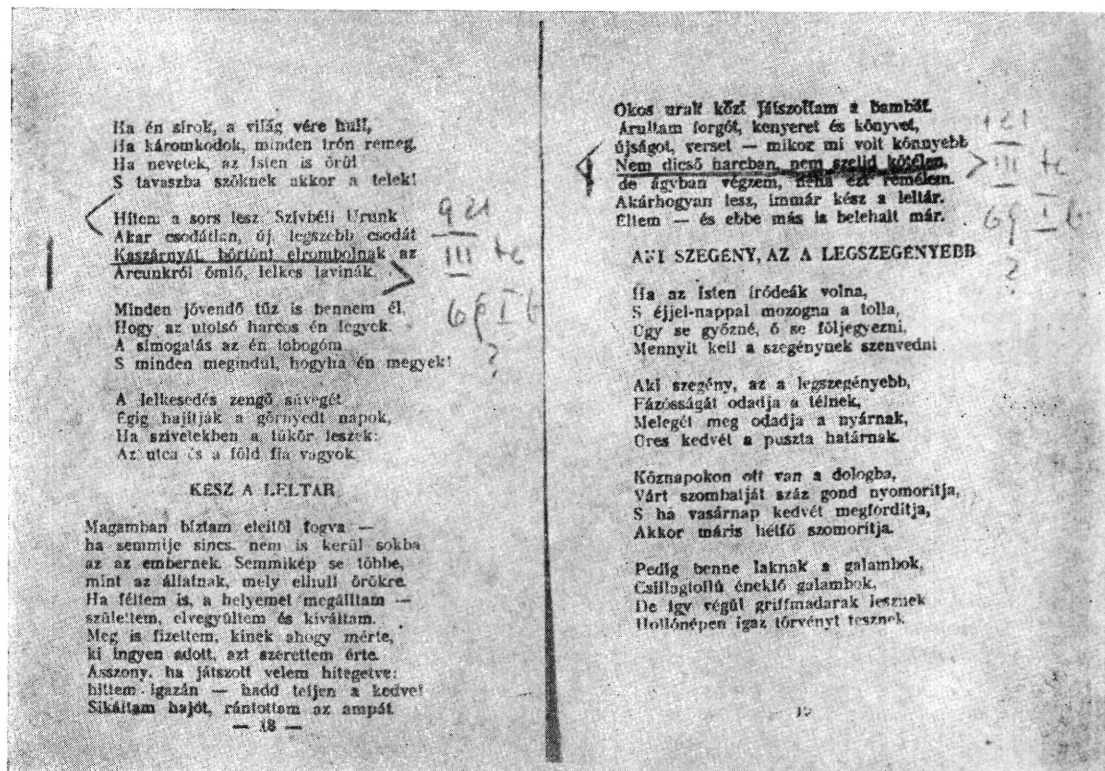 Ha én sírok, a világ vére hull,
Ha káromkodok, minden trón remeg,
Ha nevetek, az Isten is örül
S tavaszba szöknek akkor a telek!
Hitem: a sors lesz Szívbéli Urunk
Akar csodátlan, új, legszebb csodát
Kaszárnyát, börtönt elrombolnak az
Arcunkról ömlő, lelkes lavinák.
Minden jövendő tűz is bennem él,
Hogy az utolsó harcos én legyek.
A simogatás az én lobogóm
S minden megindul, hogyha én megyek!
A lelkesedés zengő süvegét
Égig hajítják a görnyedt napok,
Ha szivetekben a tükör leszek:
Az utca és a föld fia vagyok.
921
III tc
6§ I b
?
KÉSZ A LELTÁR
Magamban bíztam eleitől fogva —
ha semmije sincs, nem is kerül sokba
az az embernek. Semmikép se többe,
mint az állatnak, mely elhull örökre.
Ha féltem is, a helyemet megálltam —
születtem, elvegyültem és kiváltam.
Meg is fizettem, kinek ahogy mérte,
ki ingyen adott, azt szerettem érte.
Asszony, ha játszott velem hitegetve:
hittem igazán — hadd teljen a kedve!
Sikáltam hajót, rántottam az ampát
— 18 —
Okos urak közt játszottam a bambát.
Árultam forgót, kenyeret és könyvet,
újságot, verset — mikor mi volt könnyebb
Nem dicső harcban, nem szelíd kötélen,
de ágyban végzem, néha ezt remélem.
Akárhogyan lesz, immár kész a leltár.
Éltem — és ebbe más is belehalt már.
921
III tc
6§ I b
?
AKI SZEGÉNY, AZ A LEGSZEGÉNYEBB
Ha az Isten íródeák volna,
S éjjel-nappal mozogna a tolla,
Úgy se győzné, ő se följegyezni,
Mennyit kell a szegénynek szenvedni
Aki szegény, az a legszegényebb,
Fázósságát odadja a télnek,
Melegét meg odadja a nyárnak,
Üres kedvét a puszta határnak.
Köznapokon ott van a dologba,
Várt szombatját száz gond nyomorítja,
S ha vasárnap kedvét megfordítja,
Akkor máris hétfő szomorítja.
Pedig benne laknak a galambok,
Csillagtollú éneklő galambok,
De így végül griffmadarak lesznek
Hollónépen igaz törvényt tesznek